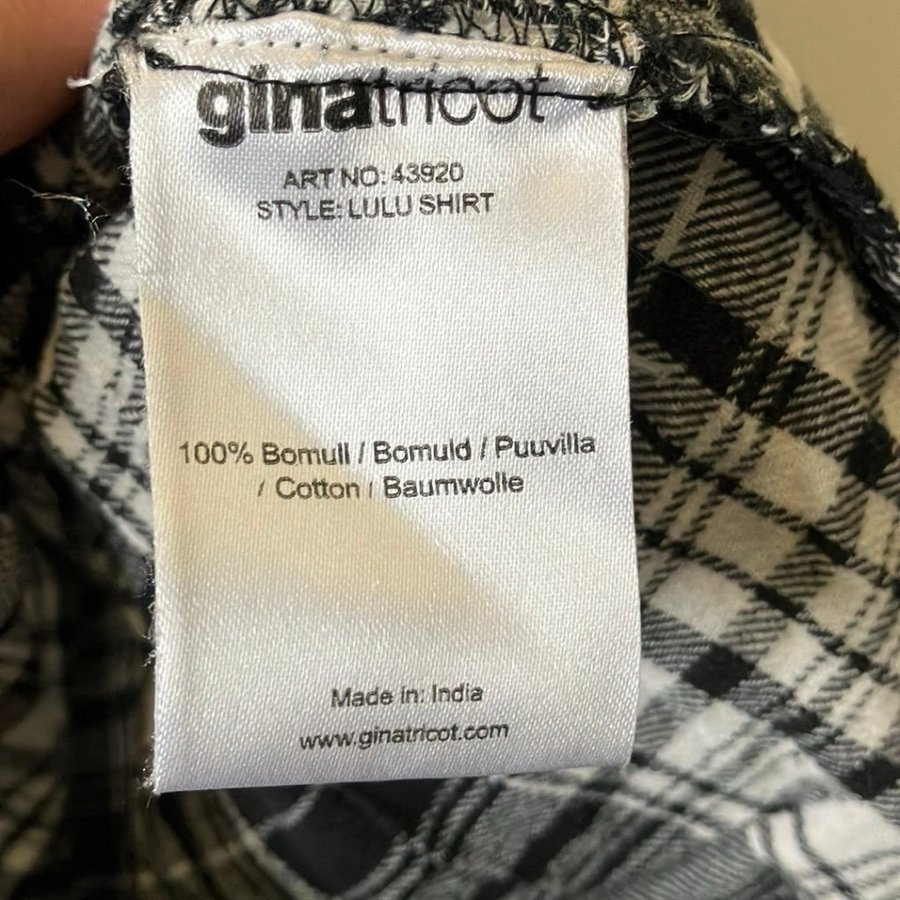 ginatricot
ART NO: 43920
STYLE: LULU SHIRT
100% Bomull / Bomuld / Puuvilla
/ Cotton / Baumwolle
Made in: India
www.ginatricot.com